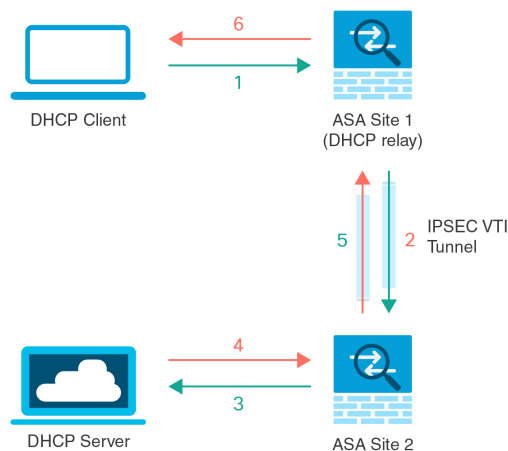 6
1
DHCP Client
ASA Site 1
(DHCP relay)
5
2
IPSEC VTI
Tunnel
4
3
DHCP Server
ASA Site 2